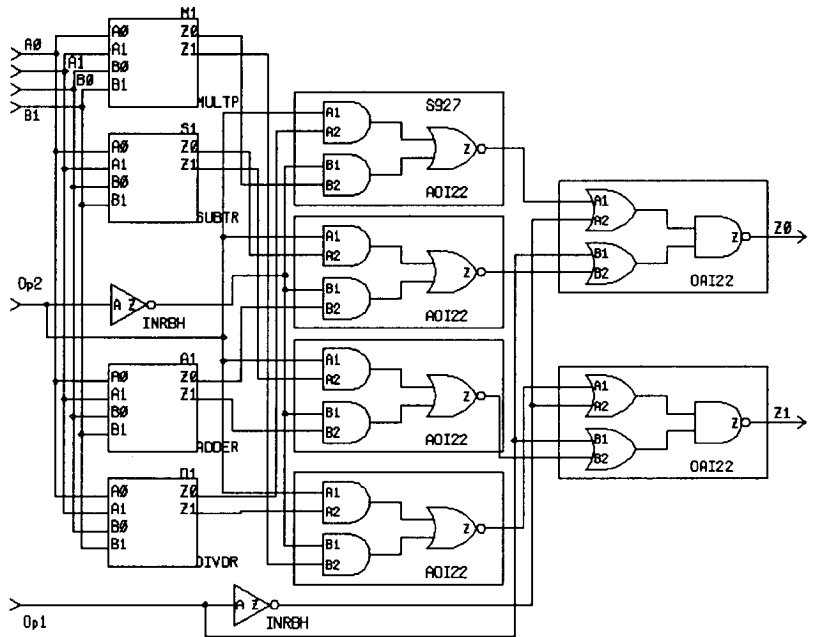 M1
A0 Z0
A1 Z1
B0
B1
MULTP
A0
A1
B0
B1
S1
A0 Z0
A1 Z1
B0
B1
SUBTR
Op2
A Z
INRBH
A1
A0 Z0
A1 Z1
B0
B1
ADDER
D1
A0 Z0
A1 Z1
B0
B1
DIVDR
Op1
A Z
INRBH
S927
A1
A2
B1
B2
Z
AOI22
A1
A2
B1
B2
Z
AOI22
A1
A2
B1
B2
Z
AOI22
A1
A2
B1
B2
Z
AOI22
A1
A2
B1
B2
Z
OAI22
Z0
A1
A2
B1
B2
Z
OAI22
Z1